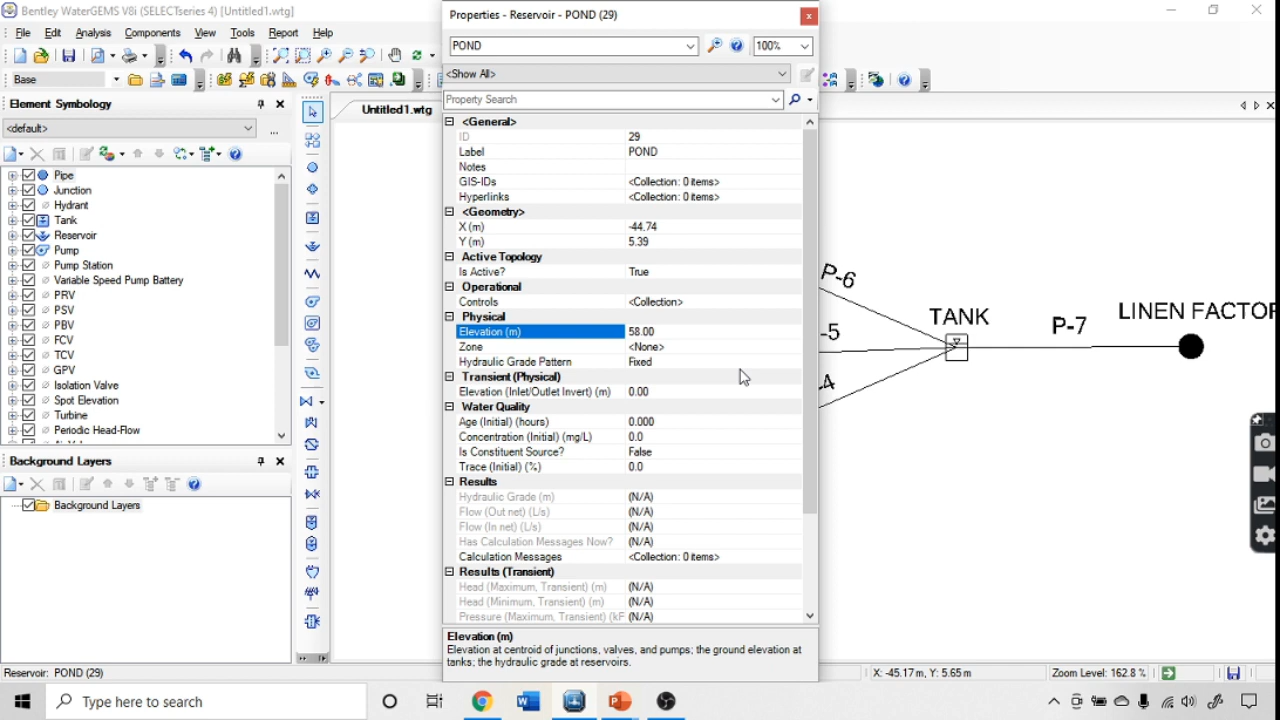 Bentley WaterGEMS V8i (SELECTseries 4) [Untitled1.wtg]
File Edit Analysis Components View Tools Report Help
Base
Element Symbology
<default>
Pipe
Junction
Hydrant
Tank
Reservoir
Pump
Pump Station
Variable Speed Pump Battery
PRV
PSV
PBV
FCV
TCV
GPV
Isolation Valve
Spot Elevation
Turbine
Periodic Head-Flow
Background Layers
Background Layers
Reservoir: POND (29)
Untitled1.wtg
Properties - Reservoir - POND (29)
POND
100%
<Show All>
Property Search
<General>
ID 29
Label POND
Notes
GIS-IDs <Collection: 0 items>
Hyperlinks <Collection: 0 items>
<Geometry>
X (m) -44.74
Y (m) 5.39
Active Topology
Is Active? True
Operational
Controls <Collection>
Physical
Elevation (m) 58.00
Zone <None>
Hydraulic Grade Pattern Fixed
Transient (Physical)
Elevation (Inlet/Outlet Invert) (m) 0.00
Water Quality
Age (Initial) (hours) 0.000
Concentration (Initial) (mg/L) 0.0
Is Constituent Source? False
Trace (Initial) (%) 0.0
Results
Hydraulic Grade (m) (N/A)
Flow (Out net) (L/s) (N/A)
Flow (In net) (L/s) (N/A)
Has Calculation Messages Now? (N/A)
Calculation Messages <Collection: 0 items>
Results (Transient)
Head (Maximum, Transient) (m) (N/A)
Head (Minimum, Transient) (m) (N/A)
Pressure (Maximum, Transient) (kF (N/A)
Elevation (m)
Elevation at centroid of junctions, valves, and pumps; the ground elevation at
tanks; the hydraulic grade at reservoirs.
P-6
-5
4
TANK
P-7
LINEN FACTOR
X: -45.17 m, Y: 5.65 m
Zoom Level: 162.8 %
Type here to search